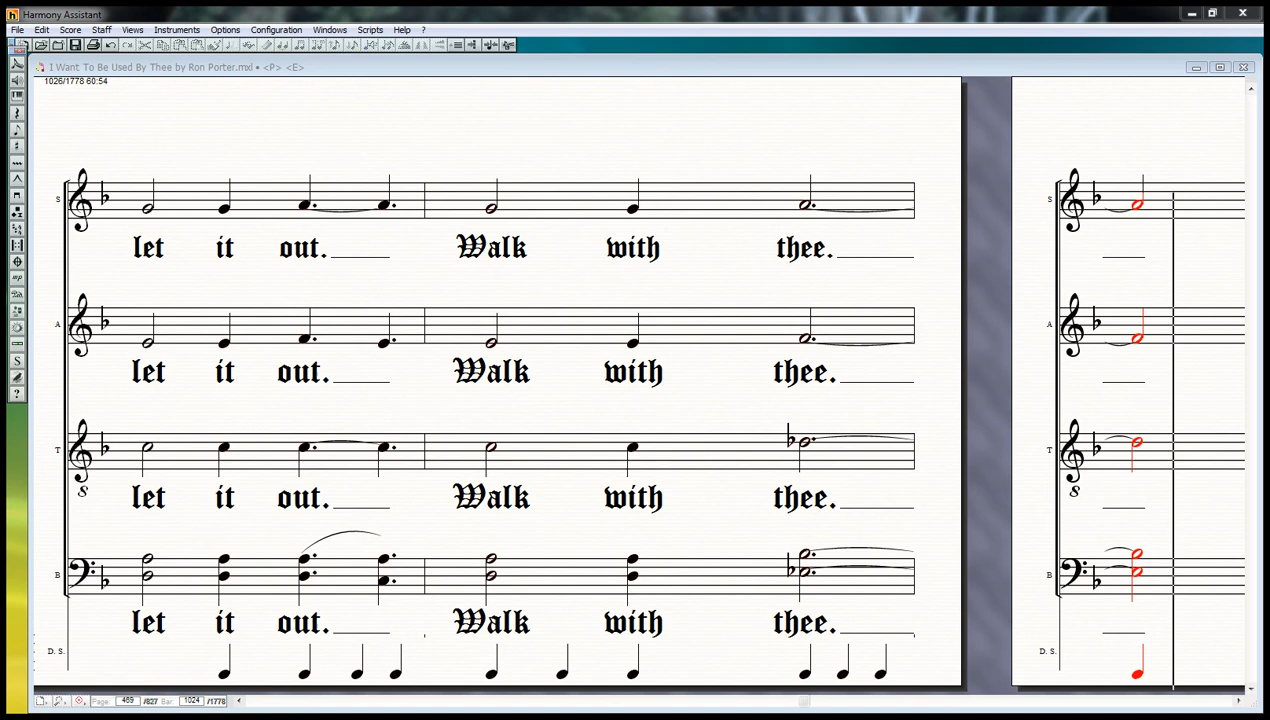 Harmony Assistant
File Edit Score Staff Views Instruments Options Configuration Windows Scripts Help ?
I Want To Be Used By Thee by Ron Porter.mxl • <P> <E>
1026/1778 60:54
S S
let it out. Walk with thee.
A A
let it out. Walk with thee.
T T
8 8
let it out. Walk with thee.
B B
let it out. Walk with thee.
D. S. D. S.
Page: 469 /827 Bar: 1024 /1778